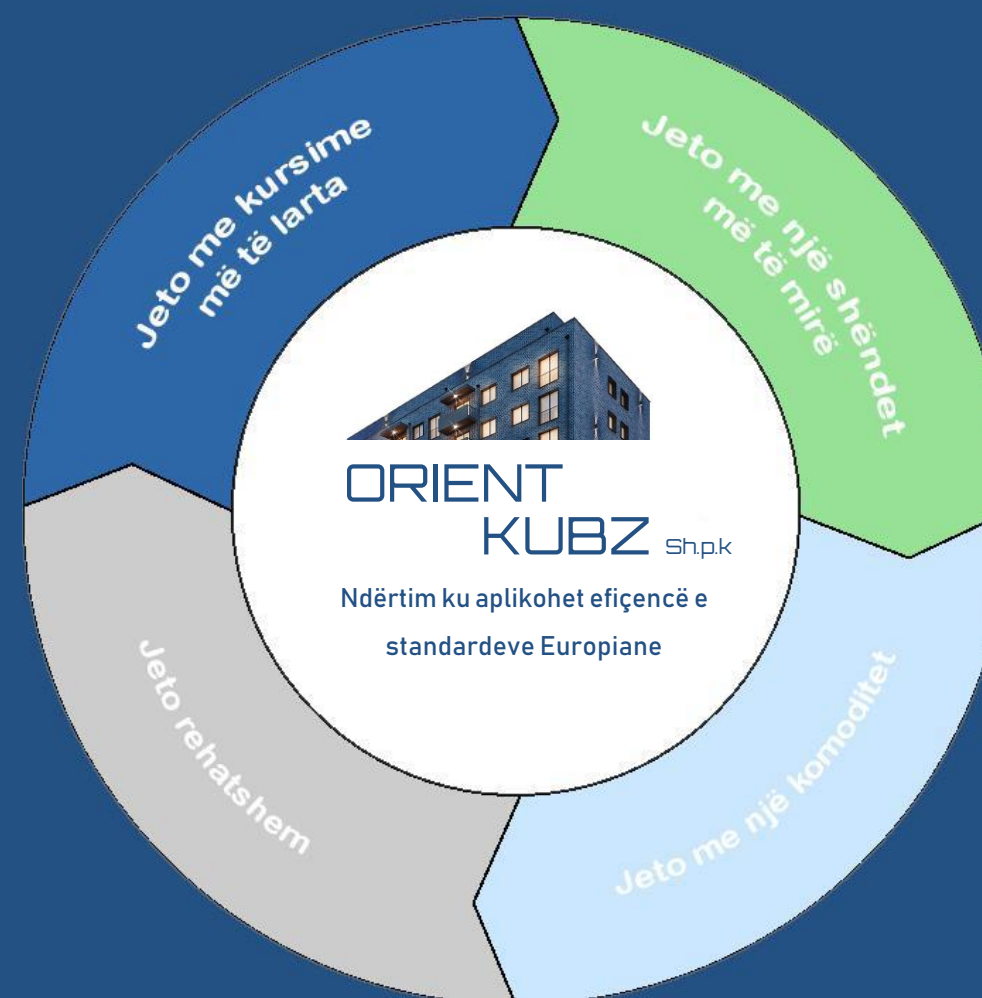 Jeto me kursime
më të larta
Jeto me një shëndet
më të mirë
ORIENT
KUBZ Sh.p.k
Ndërtim ku aplikohet efiçencë e
standardeve Europiane
Jeto rehatshem
Jeto me një komoditet